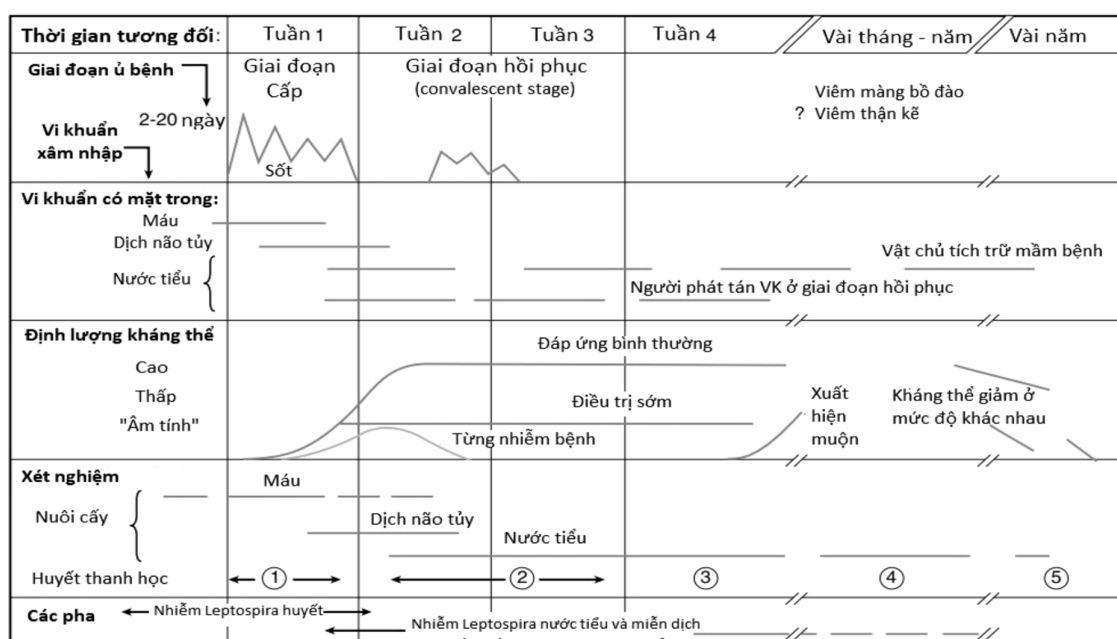 Thời gian tương đối: Tuần 1 Tuần 2 Tuần 3 Tuần 4 Vài tháng - năm Vài năm
Giai đoạn ủ bệnh
2-20 ngày
Vi khuẩn
xâm nhập
Giai đoạn
Cấp
Sốt
Giai đoạn hồi phục
(convalescent stage)
Viêm màng bồ đào
? Viêm thận kẽ
Vi khuẩn có mặt trong:
Máu
Dịch não tủy
Nước tiểu
Vật chủ tích trữ mầm bệnh
Người phát tán VK ở giai đoạn hồi phục
Định lượng kháng thể
Cao
Thấp
"Âm tính"
Đáp ứng bình thường
Điều trị sớm
Từng nhiễm bệnh
Xuất
hiện
muộn
Kháng thể giảm ở
mức độ khác nhau
Xét nghiệm
Nuôi cấy
Máu
Dịch não tủy
Nước tiểu
Huyết thanh học 1 2 3 4 5
Các pha
Nhiễm Leptospira huyết
Nhiễm Leptospira nước tiểu và miễn dịch